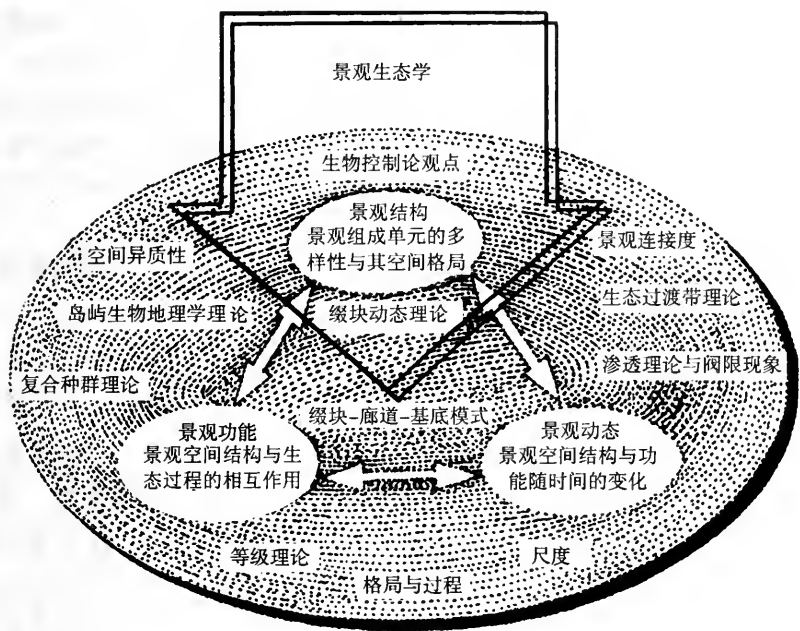 景观生态学
生物控制论观点
景观结构
景观组成单元的多
样性与其空间格局
空间异质性
景观连接度
岛屿生物地理学理论
缀块动态理论
生态过渡带理论
复合种群理论
渗透理论与阀限现象
缀块-廊道-基底模式
景观功能
景观空间结构与生
态过程的相互作用
景观动态
景观空间结构与功
能随时间的变化
等级理论
尺度
格局与过程